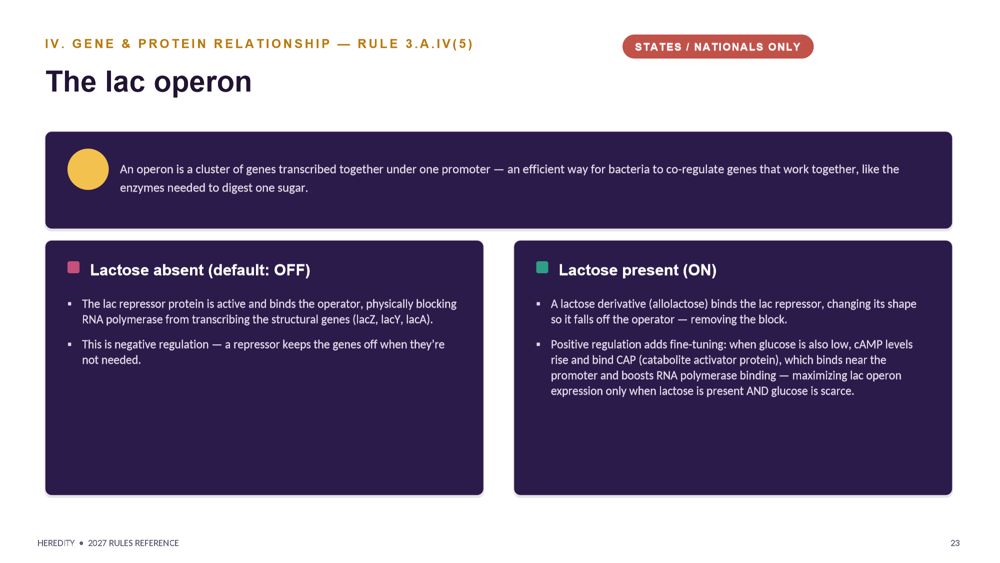 IV. GENE & PROTEIN RELATIONSHIP — RULE 3.A.IV(5)
STATES / NATIONALS ONLY
The lac operon
An operon is a cluster of genes transcribed together under one promoter — an efficient way for bacteria to co-regulate genes that work together, like the
enzymes needed to digest one sugar.
Lactose absent (default: OFF)
▪ The lac repressor protein is active and binds the operator, physically blocking
RNA polymerase from transcribing the structural genes (lacZ, lacY, lacA).
▪ This is negative regulation — a repressor keeps the genes off when they're
not needed.
Lactose present (ON)
▪ A lactose derivative (allolactose) binds the lac repressor, changing its shape
so it falls off the operator — removing the block.
▪ Positive regulation adds fine-tuning: when glucose is also low, cAMP levels
rise and bind CAP (catabolite activator protein), which binds near the
promoter and boosts RNA polymerase binding — maximizing lac operon
expression only when lactose is present AND glucose is scarce.
HEREDITY • 2027 RULES REFERENCE
23